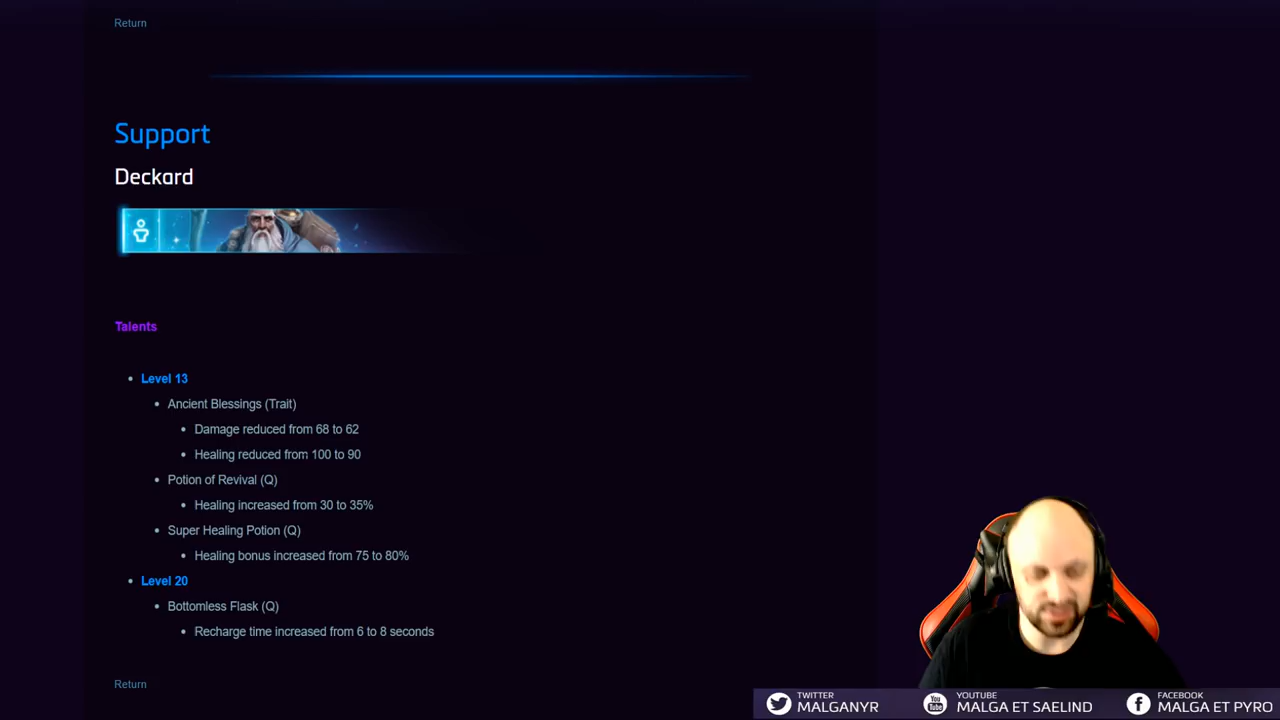 Return
Support
Deckard
Talents
Level 13
Ancient Blessings (Trait)
Damage reduced from 68 to 62
Healing reduced from 100 to 90
Potion of Revival (Q)
Healing increased from 30 to 35%
Super Healing Potion (Q)
Healing bonus increased from 75 to 80%
Level 20
Bottomless Flask (Q)
Recharge time increased from 6 to 8 seconds
Return
TWITTER
MALGANYR
You
Tube
YOUTUBE
MALGA ET SAELIND
FACEBOOK
MALGA ET PYRO